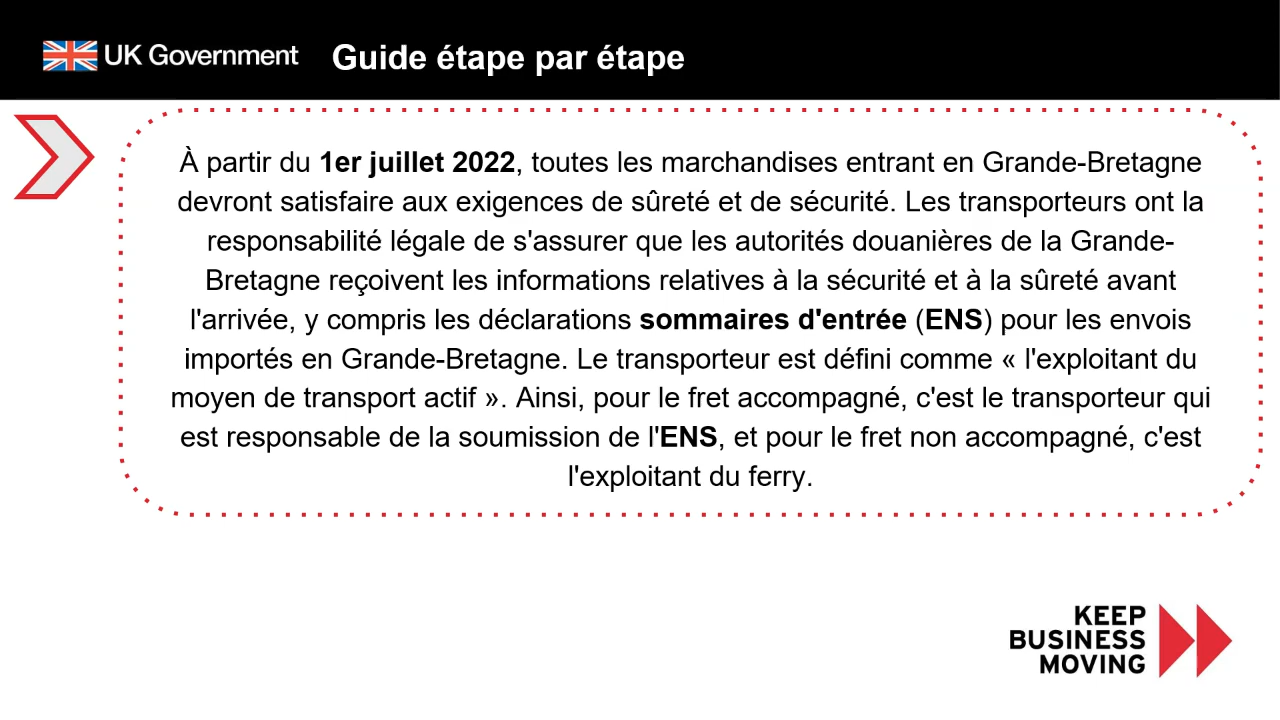 UK Government
Guide étape par étape
À partir du 1er juillet 2022, toutes les marchandises entrant en Grande-Bretagne
devront satisfaire aux exigences de sûreté et de sécurité. Les transporteurs ont la
responsabilité légale de s'assurer que les autorités douanières de la Grande-
Bretagne reçoivent les informations relatives à la sécurité et à la sûreté avant
l'arrivée, y compris les déclarations sommaires d'entrée (ENS) pour les envois
importés en Grande-Bretagne. Le transporteur est défini comme « l'exploitant du
moyen de transport actif ». Ainsi, pour le fret accompagné, c'est le transporteur qui
est responsable de la soumission de l'ENS, et pour le fret non accompagné, c'est
l'exploitant du ferry.
KEEP
BUSINESS
MOVING